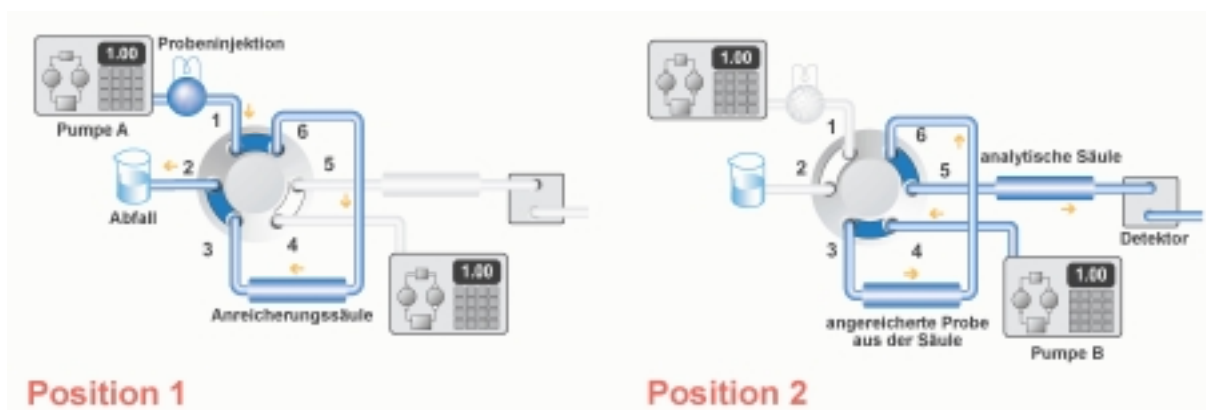 1.00
Probeninjektion
Pumpe A
1
6
2
5
Abfall
3
4
1.00
Anreicherungssäule
Position 1
1.00
1
6
2
5
analytische Säule
3
4
Detektor
1.00
angereicherte Probe
aus der Säule
Pumpe B
Position 2